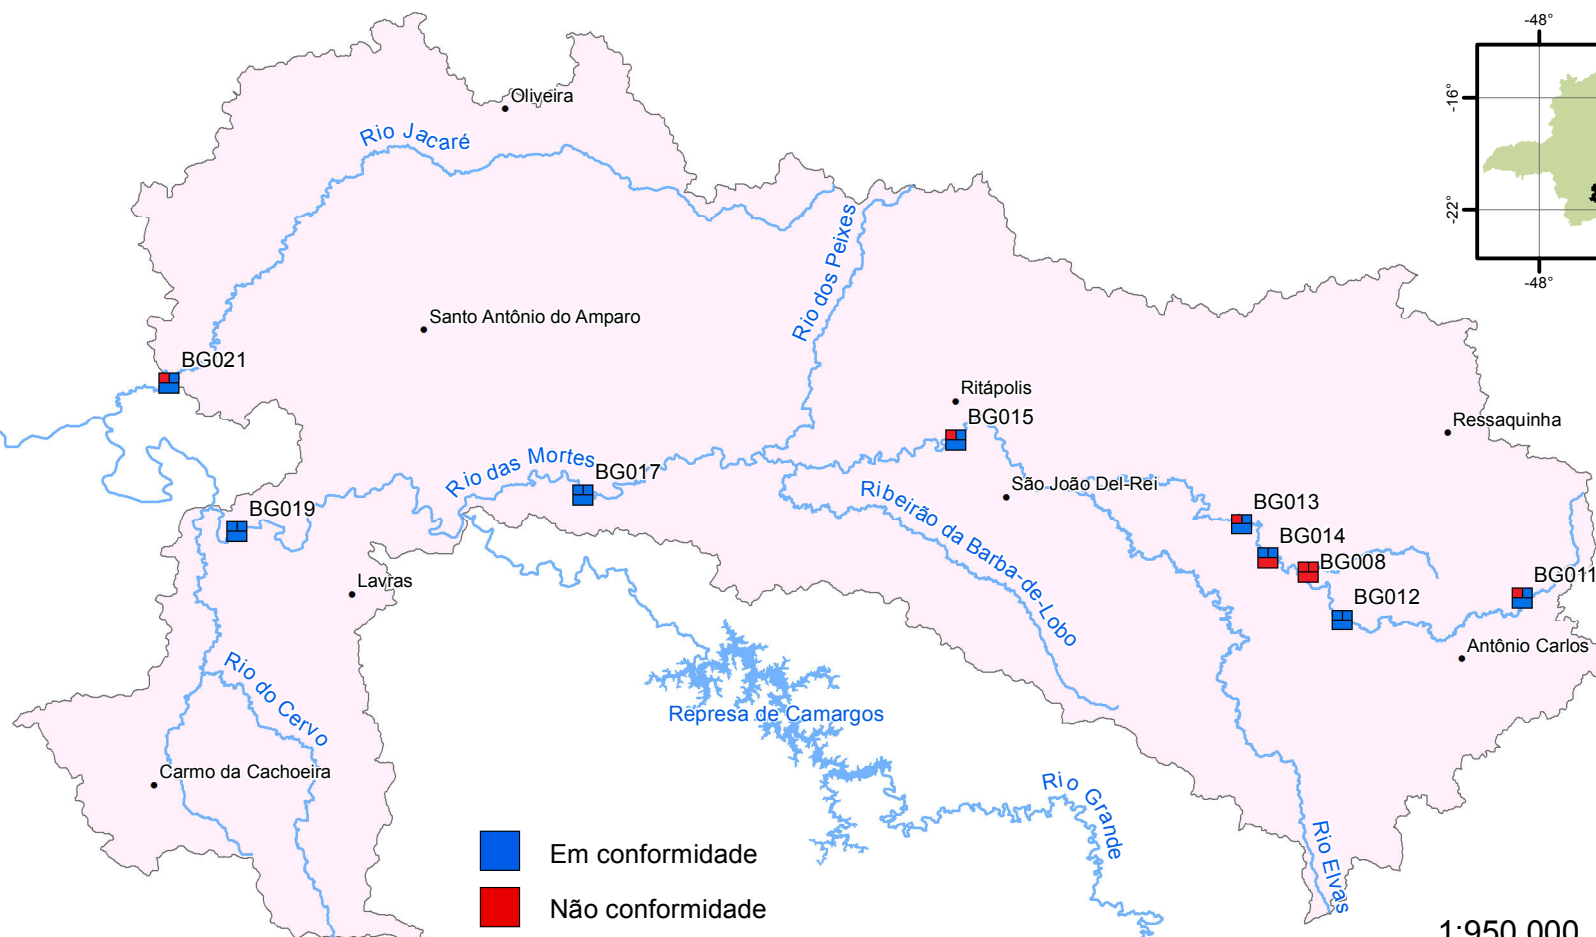 -48°
Oliveira
-16°
Rio Jacaré
-22°
Rio dos Peixes
-48°
Santo Antônio do Amparo
BG021
Ritápolis
BG015
Ressaquinha
Rio das Mortes
BG017
São João Del-Rei
Ribeirão da Barba-de-Lobo
BG013
BG019
BG014
BG008
BG011
Lavras
BG012
Antônio Carlos
Rio do Cervo
Represa de Camargos
Carmo da Cachoeira
Rio Grande
Rio Elvas
Em conformidade
Não conformidade
1:950.000